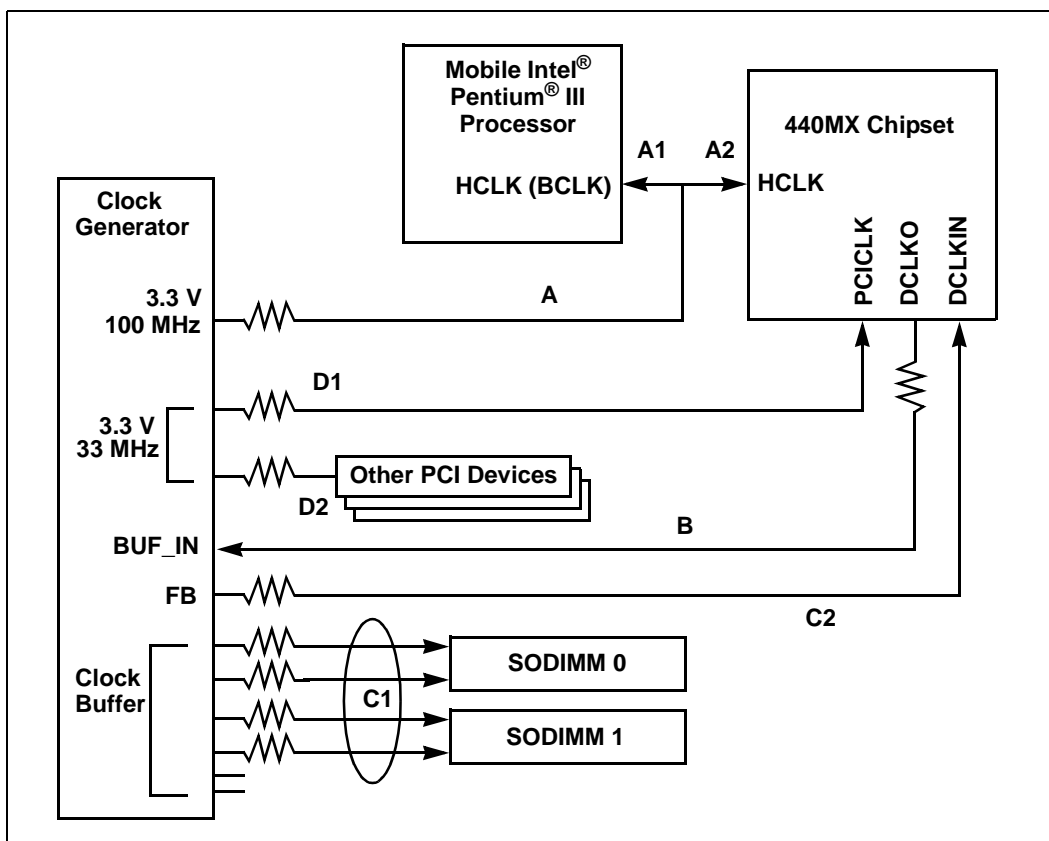 Mobile Intel®
Pentium® III
Processor
HCLK (BCLK)
A1
A2
440MX Chipset
HCLK
PCICLK
DCLKO
DCLKIN
Clock
Generator
3.3 V
100 MHz
A
D1
3.3 V
33 MHz
Other PCI Devices
D2
BUF_IN
B
FB
C2
Clock
Buffer
C1
SODIMM 0
SODIMM 1